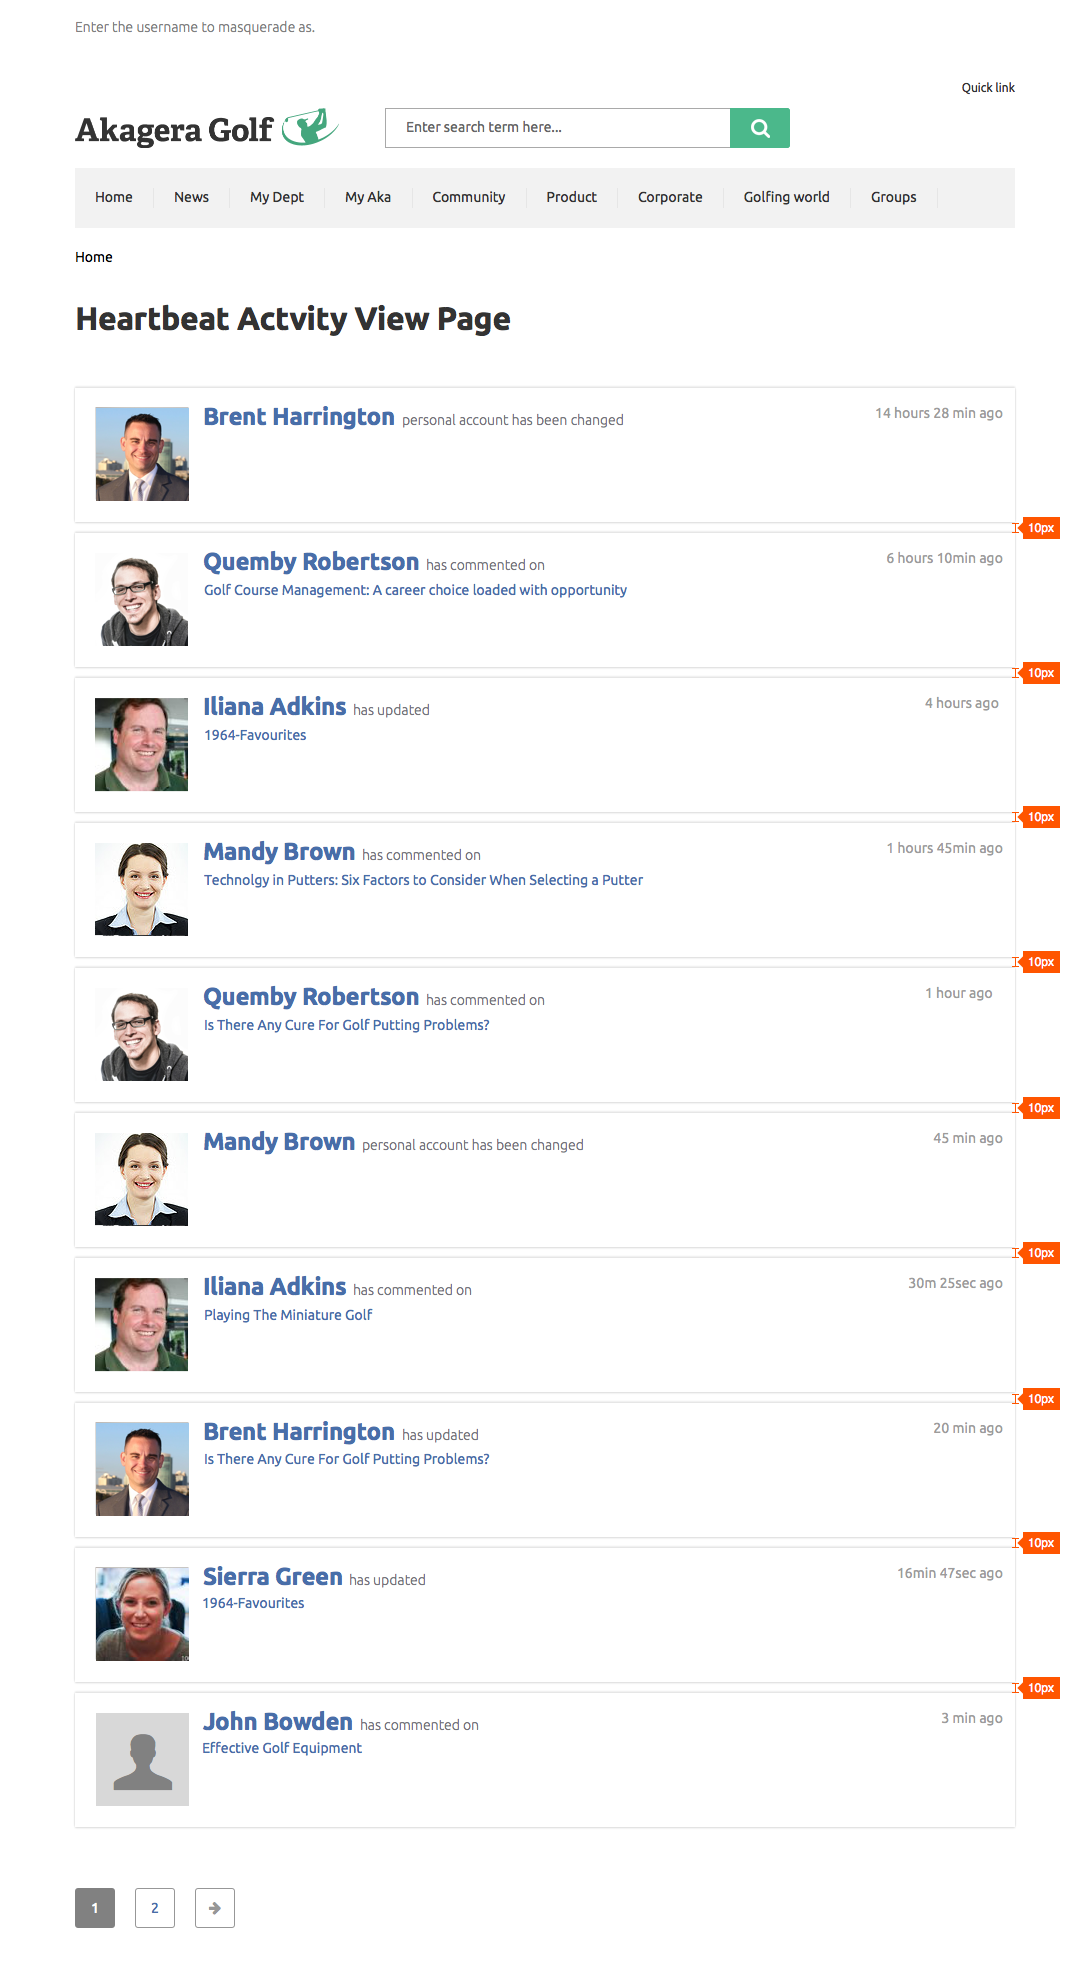 Enter the username to masquerade as.
Quick link
Akagera Golf
Enter search term here...
Home News My Dept My Aka Community Product Corporate Golfing world Groups
Home
Heartbeat Actvity View Page
Brent Harrington personal account has been changed 14 hours 28 min ago
10px
Quemby Robertson has commented on 6 hours 10min ago
Golf Course Management: A career choice loaded with opportunity
10px
Iliana Adkins has updated 4 hours ago
1964-Favourites
10px
Mandy Brown has commented on 1 hours 45min ago
Technolgy in Putters: Six Factors to Consider When Selecting a Putter
10px
Quemby Robertson has commented on 1 hour ago
Is There Any Cure For Golf Putting Problems?
10px
Mandy Brown personal account has been changed 45 min ago
10px
Iliana Adkins has commented on 30m 25sec ago
Playing The Miniature Golf
10px
Brent Harrington has updated 20 min ago
Is There Any Cure For Golf Putting Problems?
10px
Sierra Green has updated 16min 47sec ago
1964-Favourites
10px
John Bowden has commented on 3 min ago
Effective Golf Equipment
1 2